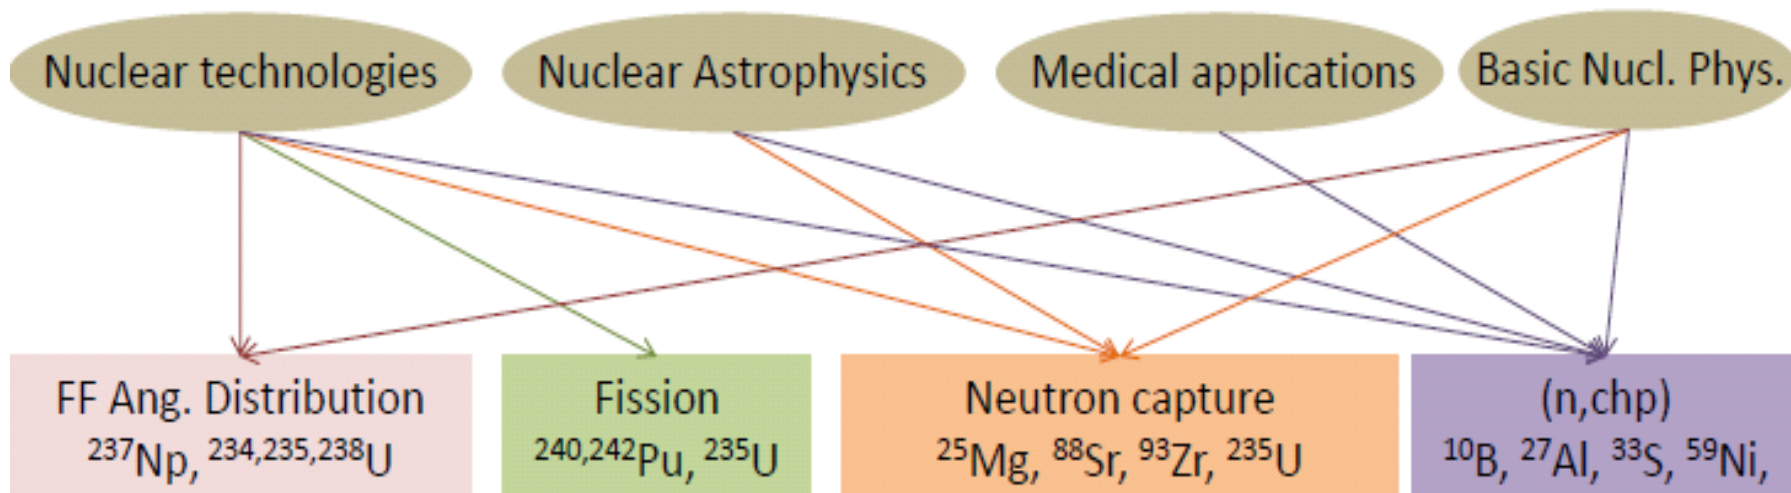 Nuclear technologies
Nuclear Astrophysics
Medical applications
Basic Nucl. Phys.
FF Ang. Distribution
²³⁷Np, ²³⁴,²³⁵,²³⁸U
Fission
²⁴⁰,²⁴²Pu, ²³⁵U
Neutron capture
²⁵Mg, ⁸⁸Sr, ⁹³Zr, ²³⁵U
(n,chp)
¹⁰B, ²⁷Al, ³³S, ⁵⁹Ni,